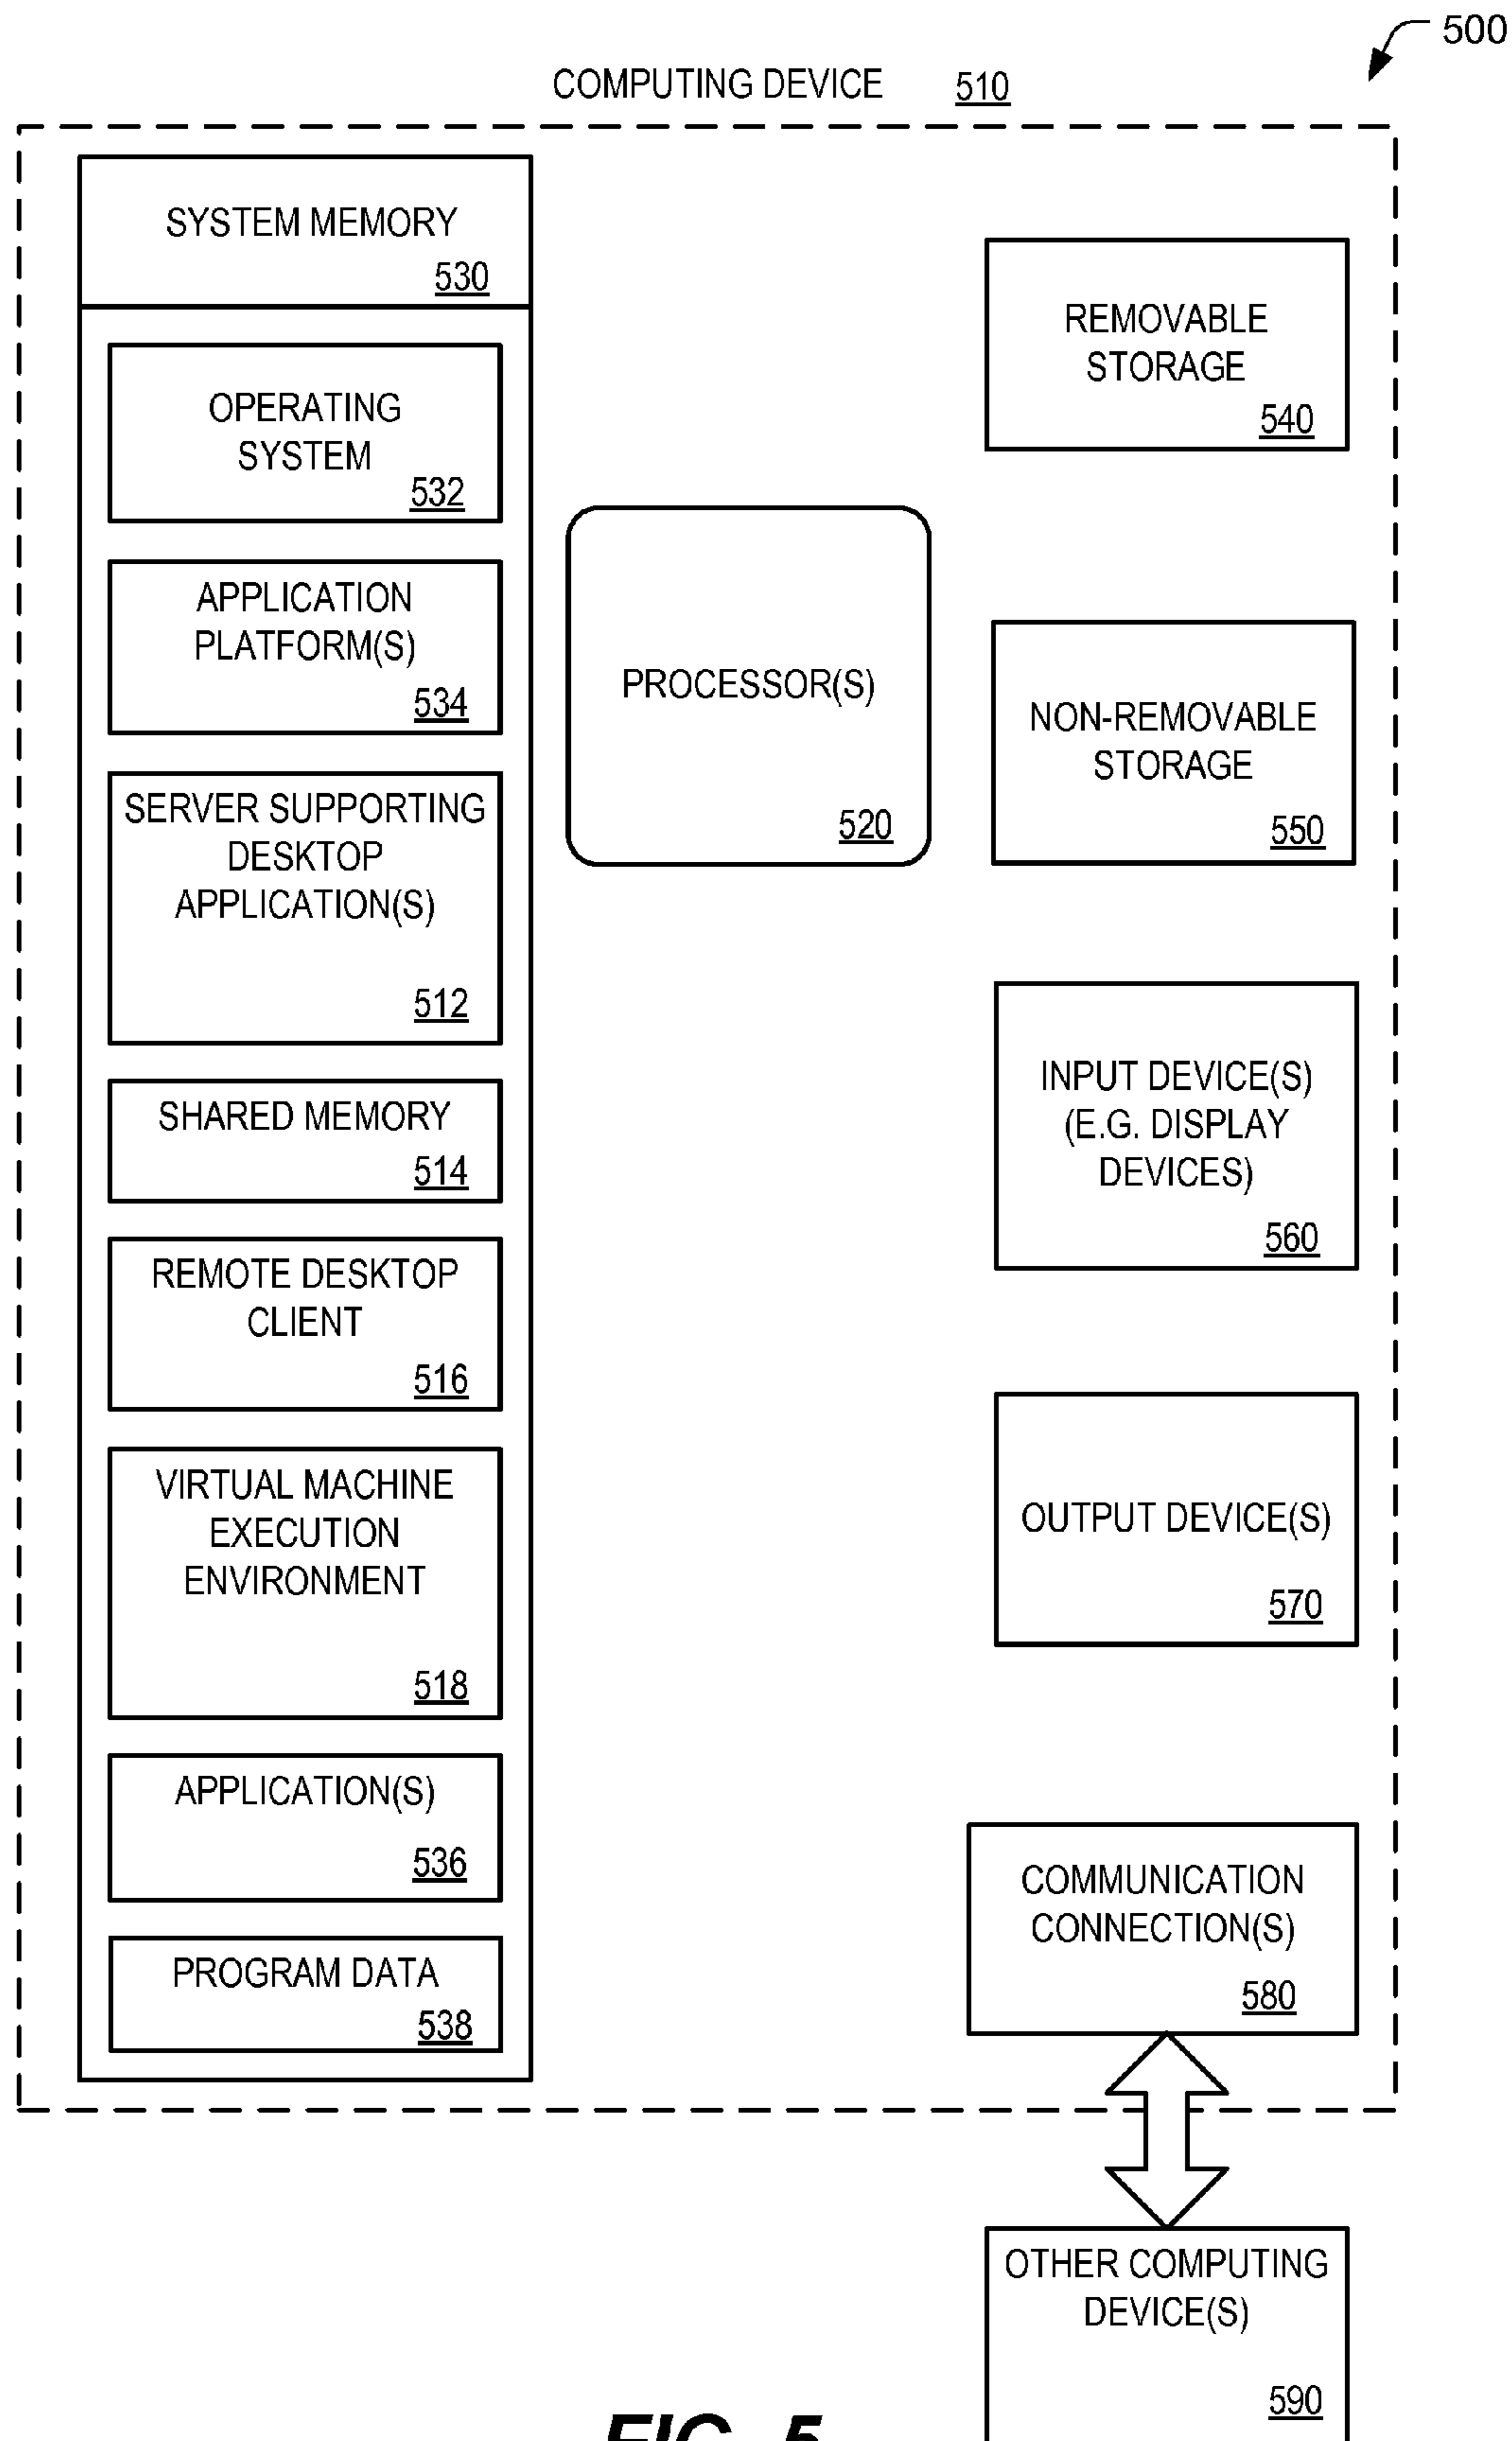 500
COMPUTING DEVICE 510
SYSTEM MEMORY
530
OPERATING
SYSTEM
532
APPLICATION
PLATFORM(S)
534
SERVER SUPPORTING
DESKTOP
APPLICATION(S)
512
SHARED MEMORY
514
REMOTE DESKTOP
CLIENT
516
VIRTUAL MACHINE
EXECUTION
ENVIRONMENT
518
APPLICATION(S)
536
PROGRAM DATA
538
PROCESSOR(S)
520
REMOVABLE
STORAGE
540
NON-REMOVABLE
STORAGE
550
INPUT DEVICE(S)
(E.G. DISPLAY
DEVICES)
560
OUTPUT DEVICE(S)
570
COMMUNICATION
CONNECTION(S)
580
OTHER COMPUTING
DEVICE(S)
590
FIG. 5